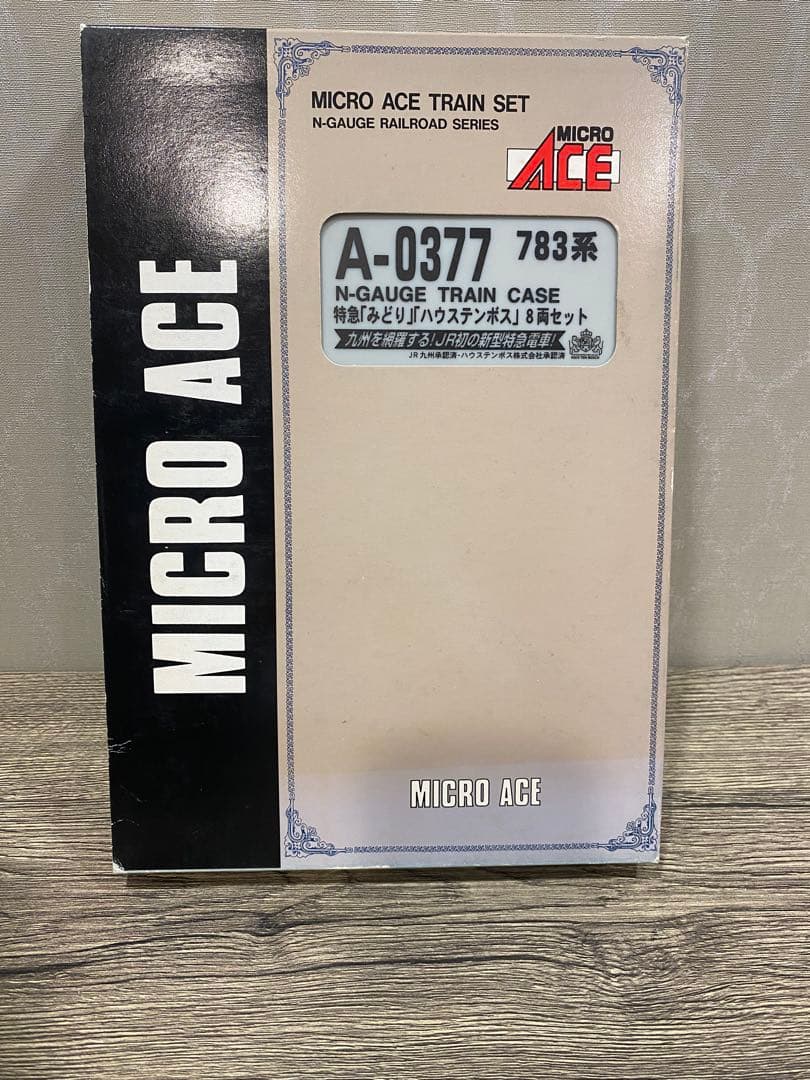 MICRO ACE
MICRO ACE TRAIN SET
N-GAUGE RAILROAD SERIES
MICRO
ACE
A-0377 783系
N-GAUGE TRAIN CASE
特急「みどり」「ハウステンボス」8両セット
九州を網羅する!JR初の新型特急電車!
JR九州承認済・ハウステンボス株式会社承認済
MICRO ACE